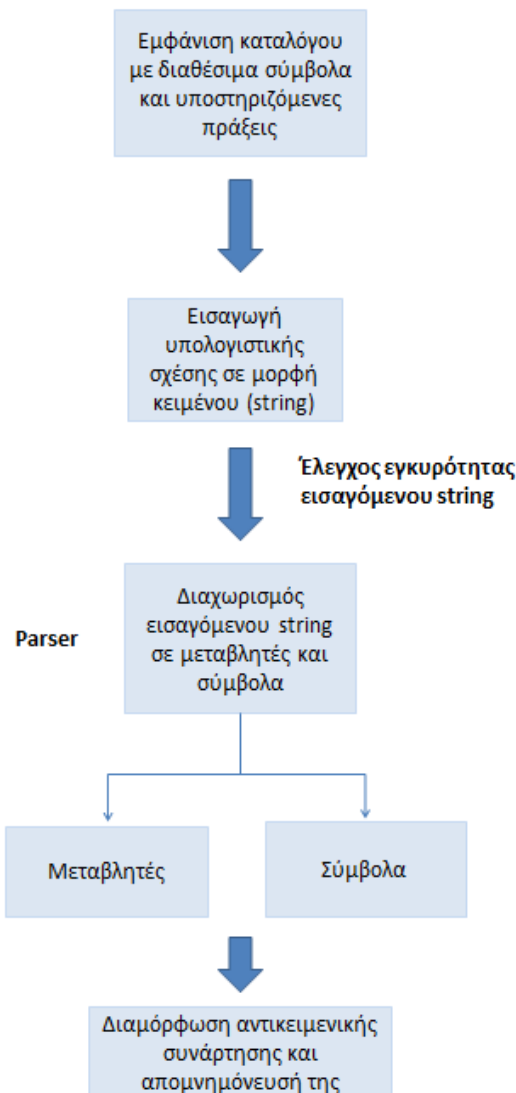 Εμφάνιση καταλόγου
με διαθέσιμα σύμβολα
και υποστηριζόμενες
πράξεις
Εισαγωγή
υπολογιστικής
σχέσης σε μορφή
κειμένου (string)
Έλεγχος εγκυρότητας
εισαγόμενου string
Parser
Διαχωρισμός
εισαγόμενου string
σε μεταβλητές και
σύμβολα
Μεταβλητές
Σύμβολα
Διαμόρφωση αντικειμενικής
συνάρτησης και
απομνημόνευσή της